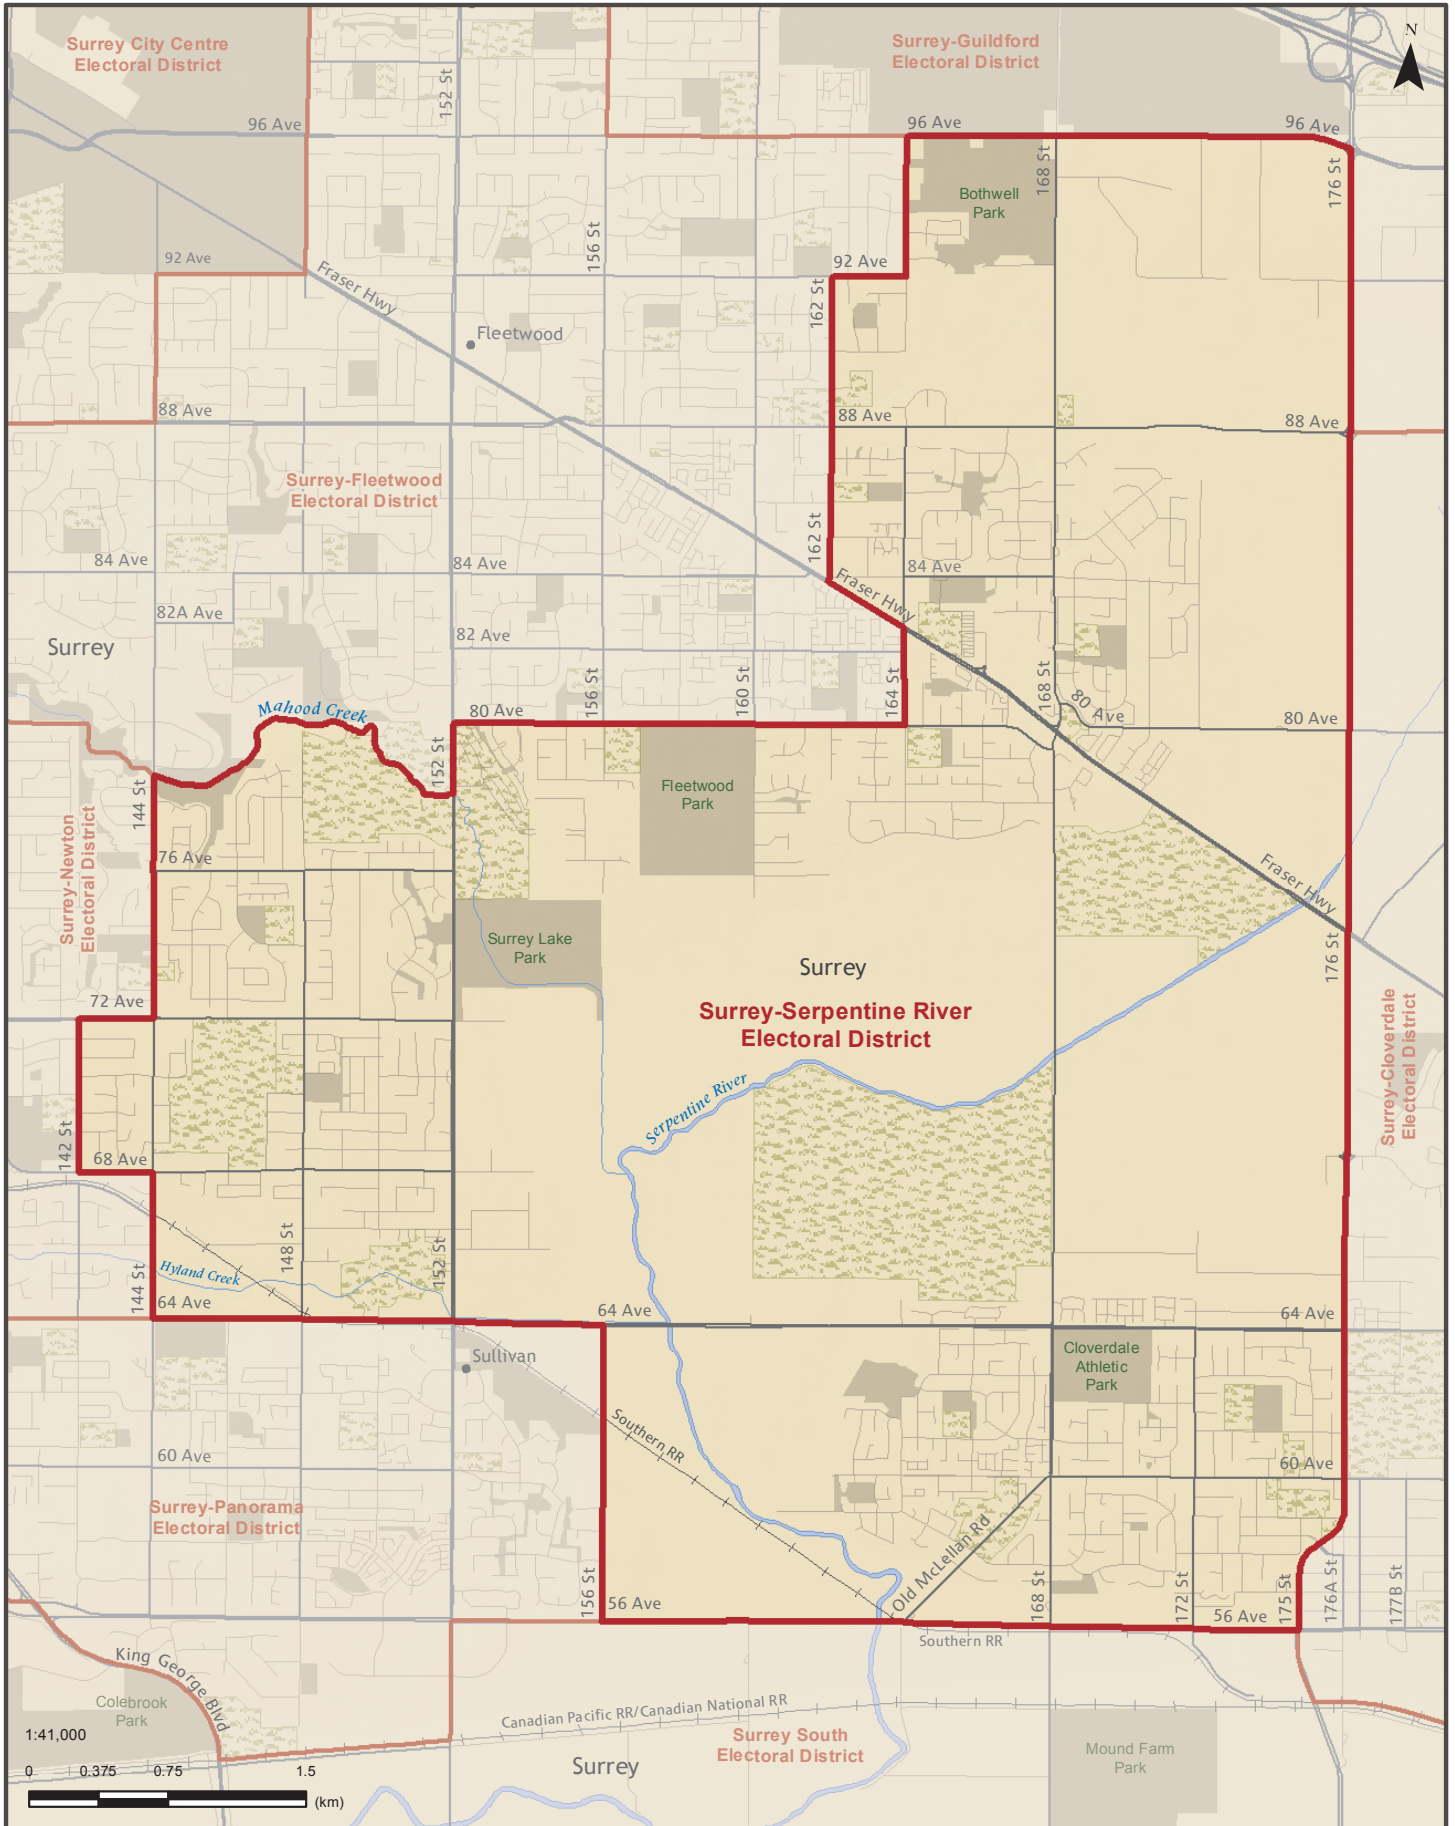 Surrey City Centre
Electoral District
Surrey-Guildford
Electoral District
N
152 St
96 Ave
96 Ave
96 Ave
168 St
176 St
Bothwell
Park
156 St
92 Ave
92 Ave
Fraser Hwy
162 St
Fleetwood
88 Ave
88 Ave
88 Ave
Surrey-Fleetwood
Electoral District
162 St
84 Ave
84 Ave
84 Ave
Fraser Hwy
82A Ave
82 Ave
Surrey
156 St
160 St
164 St
168 St
80 Ave
Mahood Creek
80 Ave
80 Ave
152 St
144 St
Fleetwood
Park
Surrey-Newton
Electoral District
76 Ave
Fraser Hwy
Surrey Lake
Park
Surrey
176 St
72 Ave
Surrey-Serpentine River
Electoral District
Surrey-Cloverdale
Electoral District
Serpentine River
142 St
68 Ave
148 St
152 St
Hyland Creek
144 St
64 Ave
64 Ave
64 Ave
Sullivan
Cloverdale
Athletic
Park
Southern RR
60 Ave
60 Ave
Surrey-Panorama
Electoral District
Old McLellan Rd
156 St
56 Ave
168 St
172 St
56 Ave
175 St
176A St
177B St
Southern RR
King George Blvd
Colebrook
Park
Canadian Pacific RR/Canadian National RR
Surrey South
Electoral District
Surrey
Mound Farm
Park
1:41,000
0 0.375 0.75 1.5
(km)